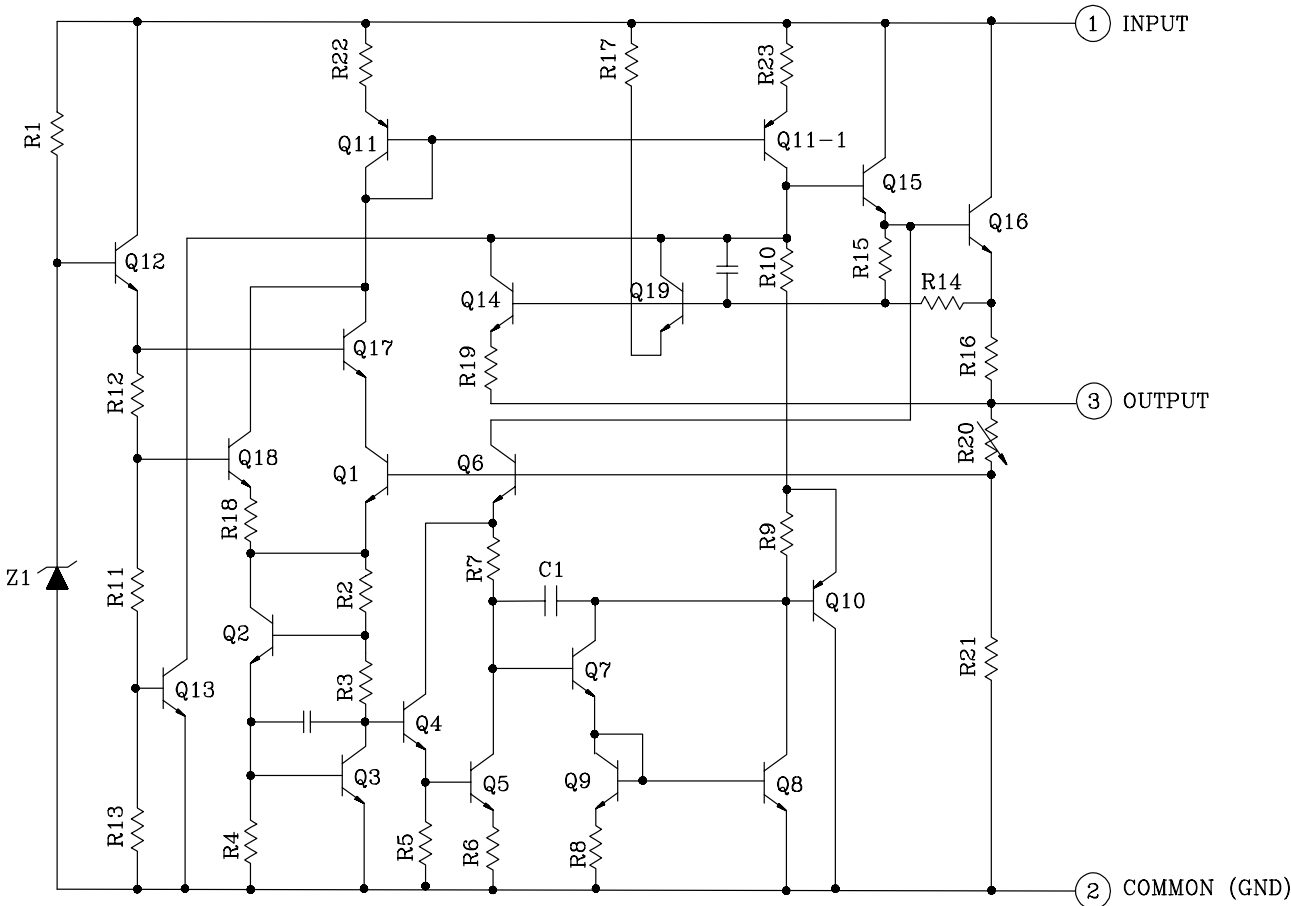 1 INPUT
R22
R17
R23
R1
Q11
Q11-1
Q15
Q16
Q12
R15
R10
R14
Q14
Q19
Q17
R19
R16
R12
3 OUTPUT
R20
Q18
Q1
Q6
R18
R9
R7
C1
Z1
R11
R2
Q10
Q2
R21
Q7
R3
Q13
Q4
Q3
Q5
Q9
Q8
R13
R4
R5
R6
R8
2 COMMON (GND)